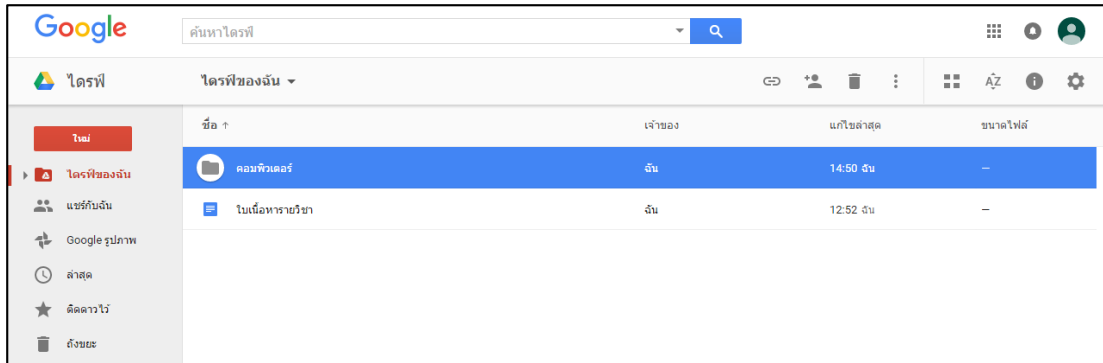 Google
ค้นหาไดรฟ์
ไดรฟ์
ไดรฟ์ของฉัน
AZ
ใหม่
ชื่อ ↑ เจ้าของ แก้ไขล่าสุด ขนาดไฟล์
ไดรฟ์ของฉัน
คอมพิวเตอร์ ฉัน 14:50 ฉัน –
แชร์กับฉัน
ใบเนื้อหารายวิชา ฉัน 12:52 ฉัน –
Google รูปภาพ
ล่าสุด
ติดดาวไว้
ถังขยะ